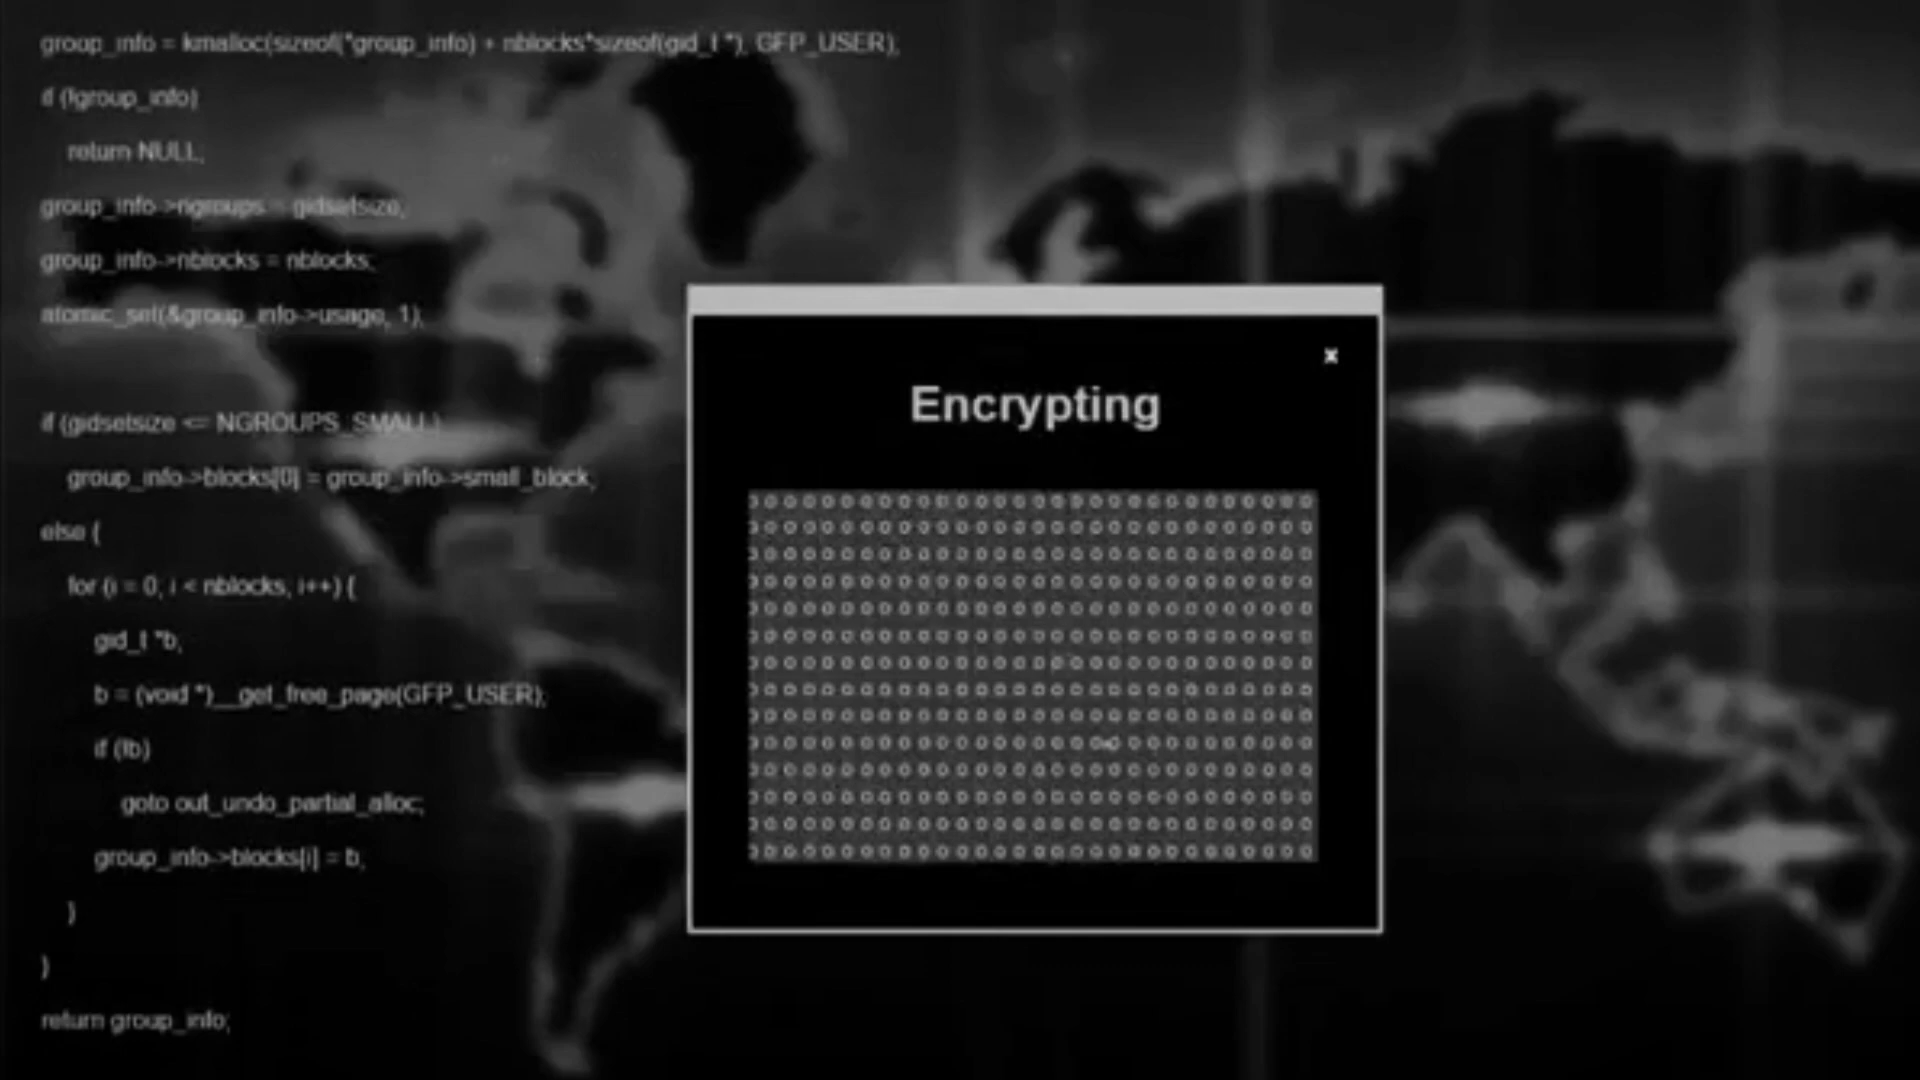 group_info = kmalloc(sizeof(*group_info) + nblocks*sizeof(gid_t *), GFP_USER);
if (!group_info)
return NULL;
group_info->ngroups = gidsetsize;
group_info->nblocks = nblocks;
atomic_set(&group_info->usage, 1);
if (gidsetsize <= NGROUPS_SMALL)
group_info->blocks[0] = group_info->small_block;
else {
for (i = 0; i < nblocks; i++) {
gid_t *b;
b = (void *)__get_free_page(GFP_USER);
if (!b)
goto out_undo_partial_alloc;
group_info->blocks[i] = b;
}
}
return group_info;
x
Encrypting